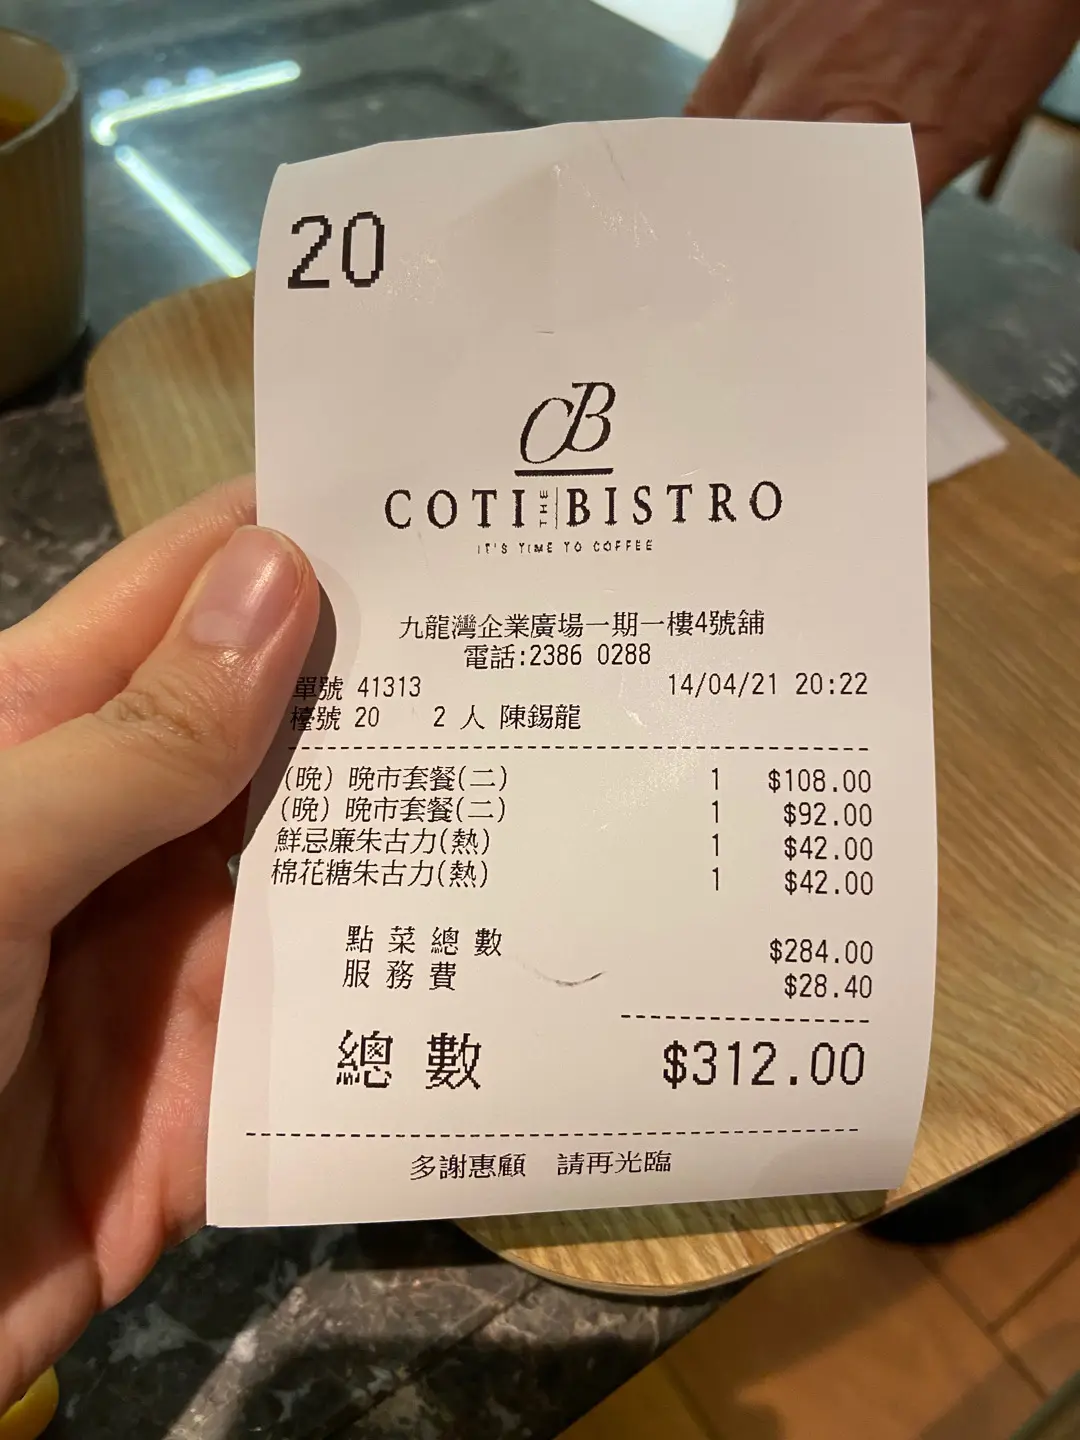 20
CB
COTI THE BISTRO
IT'S TIME TO COFFEE
九龍灣企業廣場一期一樓4號舖
電話:2386 0288
單號 41313 14/04/21 20:22
檯號 20 2 人 陳錫龍
(晚) 晚市套餐(二) 1 $108.00
(晚) 晚市套餐(二) 1 $92.00
鮮忌廉朱古力(熱) 1 $42.00
棉花糖朱古力(熱) 1 $42.00
點菜總數 $284.00
服務費 $28.40
總數 $312.00
多謝惠顧 請再光臨